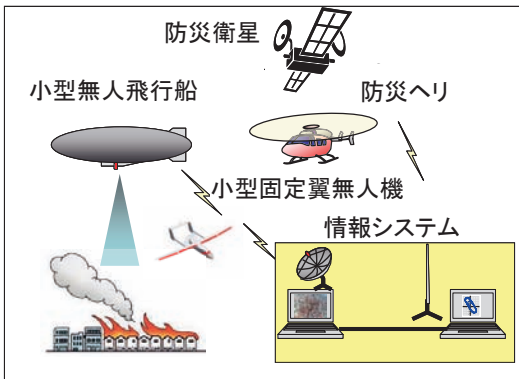 防災衛星
小型無人飛行船
防災ヘリ
小型固定翼無人機
情報システム